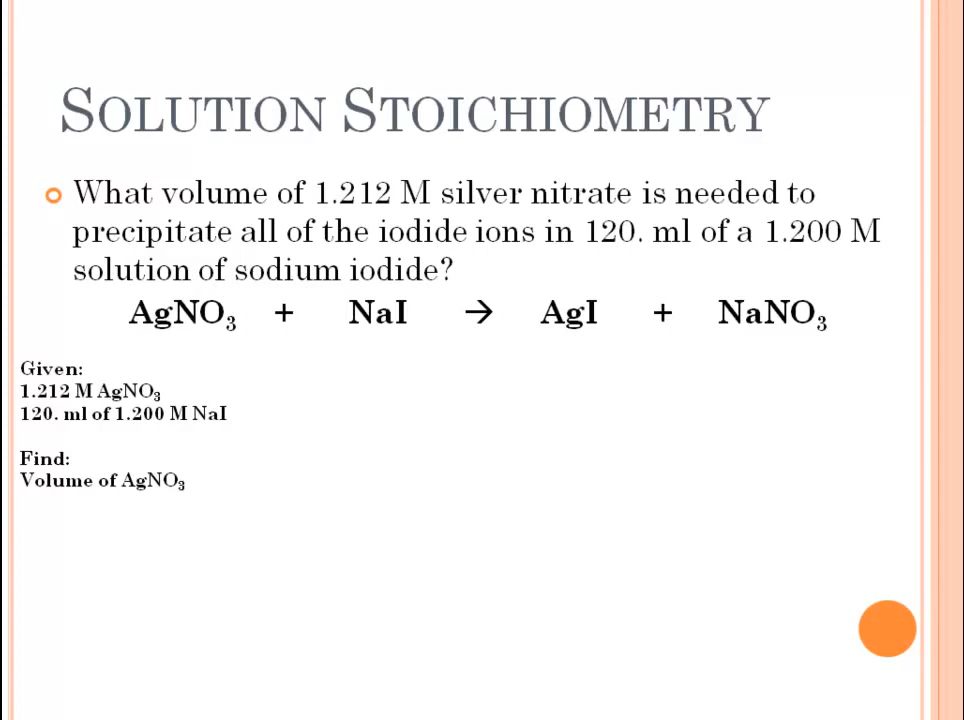 SOLUTION STOICHIOMETRY
What volume of 1.212 M silver nitrate is needed to
precipitate all of the iodide ions in 120. ml of a 1.200 M
solution of sodium iodide?
AgNO₃ + NaI → AgI + NaNO₃
Given:
1.212 M AgNO₃
120. ml of 1.200 M NaI
Find:
Volume of AgNO₃